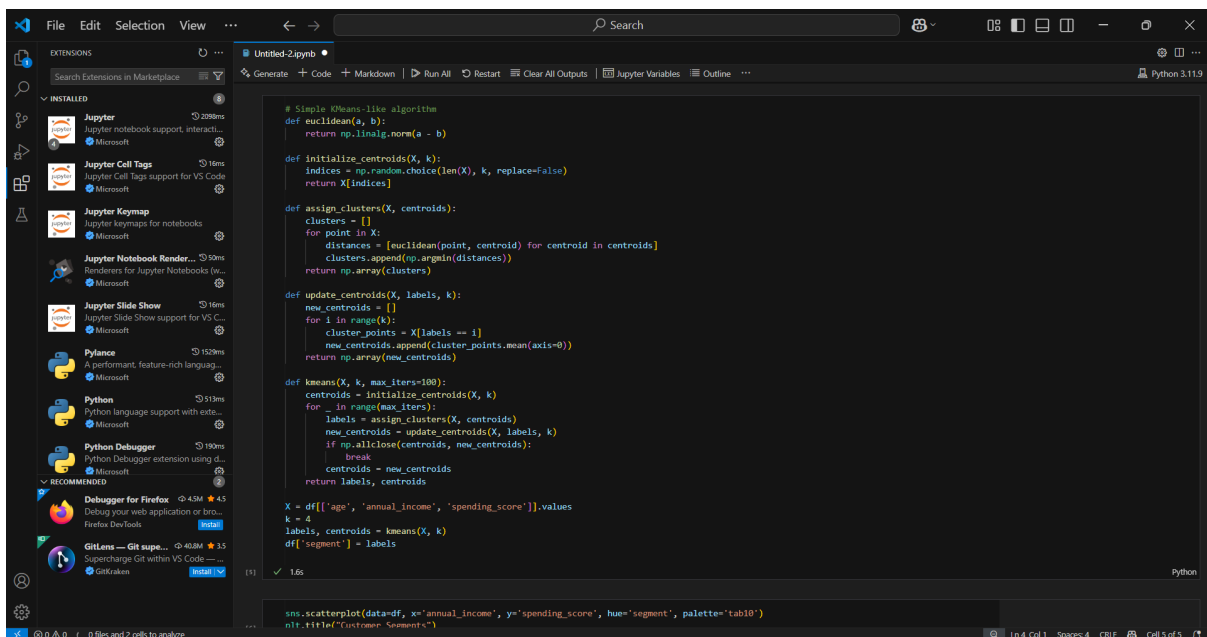 File Edit Selection View ··· Search
EXTENSIONS
Search Extensions in Marketplace
INSTALLED 8
Jupyter 2098ms
Jupyter notebook support, interacti...
Microsoft
4
Jupyter Cell Tags 16ms
Jupyter Cell Tags support for VS Code
Microsoft
Jupyter Keymap
Jupyter keymaps for notebooks
Microsoft
Jupyter Notebook Render... 50ms
Renderers for Jupyter Notebooks (w...
Microsoft
Jupyter Slide Show 16ms
Jupyter Slide Show support for VS C...
Microsoft
Pylance 1529ms
A performant, feature-rich languag...
Microsoft
Python 513ms
Python language support with exte...
Microsoft
Python Debugger 190ms
Python Debugger extension using d...
Microsoft
RECOMMENDED 2
Debugger for Firefox 4.5M 4.5
Debug your web application or bro...
Firefox DevTools Install
GitLens — Git supe... 40.8M 3.5
Supercharge Git within VS Code — ...
GitKraken Install
Untitled-2.ipynb
Generate + Code + Markdown Run All Restart Clear All Outputs Jupyter Variables Outline ··· Python 3.11.9
# Simple KMeans-like algorithm
def euclidean(a, b):
    return np.linalg.norm(a - b)
def initialize_centroids(X, k):
    indices = np.random.choice(len(X), k, replace=False)
    return X[indices]
def assign_clusters(X, centroids):
    clusters = []
    for point in X:
        distances = [euclidean(point, centroid) for centroid in centroids]
        clusters.append(np.argmin(distances))
    return np.array(clusters)
def update_centroids(X, labels, k):
    new_centroids = []
    for i in range(k):
        cluster_points = X[labels == i]
        new_centroids.append(cluster_points.mean(axis=0))
    return np.array(new_centroids)
def kmeans(X, k, max_iters=100):
    centroids = initialize_centroids(X, k)
    for _ in range(max_iters):
        labels = assign_clusters(X, centroids)
        new_centroids = update_centroids(X, labels, k)
        if np.allclose(centroids, new_centroids):
            break
        centroids = new_centroids
    return labels, centroids
X = df[['age', 'annual_income', 'spending_score']].values
k = 4
labels, centroids = kmeans(X, k)
df['segment'] = labels
[5] ✓ 1.6s Python
sns.scatterplot(data=df, x='annual_income', y='spending_score', hue='segment', palette='tab10')
plt.title("Customer Segments")
0 0 0 files and 2 cells to analyze Ln 4, Col 1 Spaces: 4 CRLF Cell 5 of 5